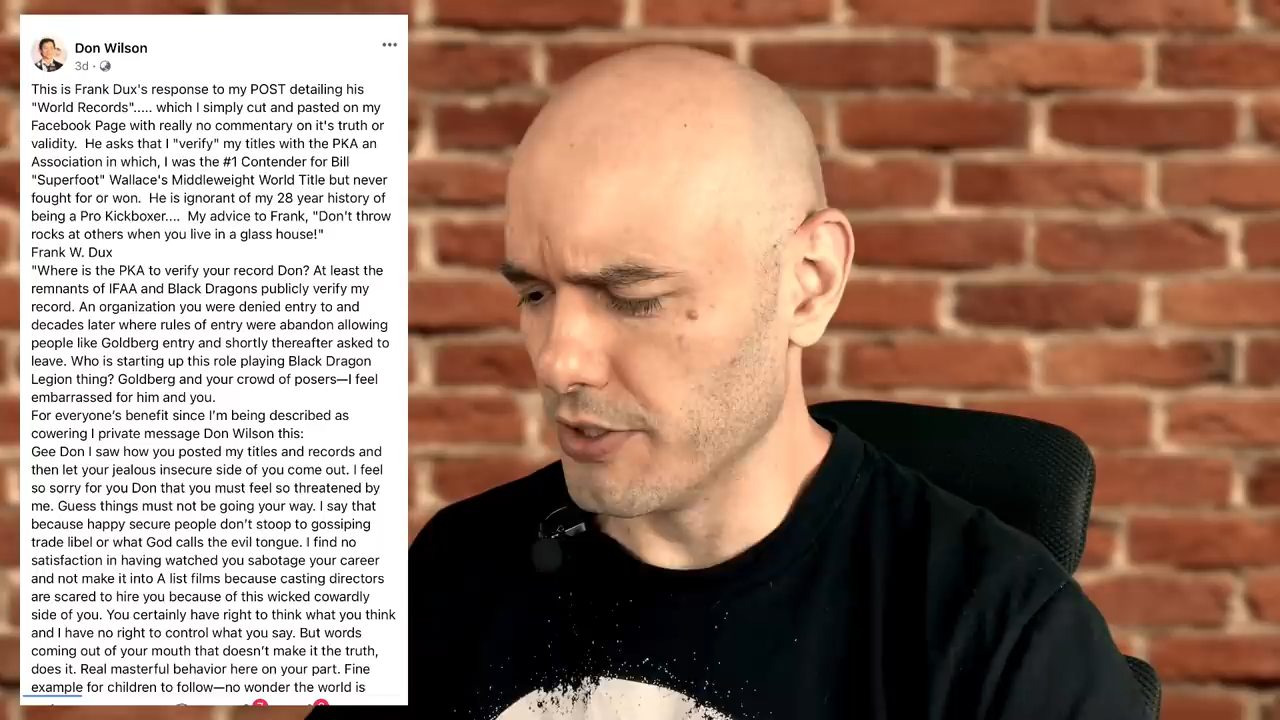 Don Wilson
3d
This is Frank Dux's response to my POST detailing his
"World Records"..... which I simply cut and pasted on my
Facebook Page with really no commentary on it's truth or
validity. He asks that I "verify" my titles with the PKA an
Association in which, I was the #1 Contender for Bill
"Superfoot" Wallace's Middleweight World Title but never
fought for or won. He is ignorant of my 28 year history of
being a Pro Kickboxer.... My advice to Frank, "Don't throw
rocks at others when you live in a glass house!"
Frank W. Dux
"Where is the PKA to verify your record Don? At least the
remnants of IFAA and Black Dragons publicly verify my
record. An organization you were denied entry to and
decades later where rules of entry were abandon allowing
people like Goldberg entry and shortly thereafter asked to
leave. Who is starting up this role playing Black Dragon
Legion thing? Goldberg and your crowd of posers—I feel
embarrassed for him and you.
For everyone's benefit since I'm being described as
cowering I private message Don Wilson this:
Gee Don I saw how you posted my titles and records and
then let your jealous insecure side of you come out. I feel
so sorry for you Don that you must feel so threatened by
me. Guess things must not be going your way. I say that
because happy secure people don't stoop to gossiping
trade libel or what God calls the evil tongue. I find no
satisfaction in having watched you sabotage your career
and not make it into A list films because casting directors
are scared to hire you because of this wicked cowardly
side of you. You certainly have right to think what you think
and I have no right to control what you say. But words
coming out of your mouth that doesn't make it the truth,
does it. Real masterful behavior here on your part. Fine
example for children to follow—no wonder the world is